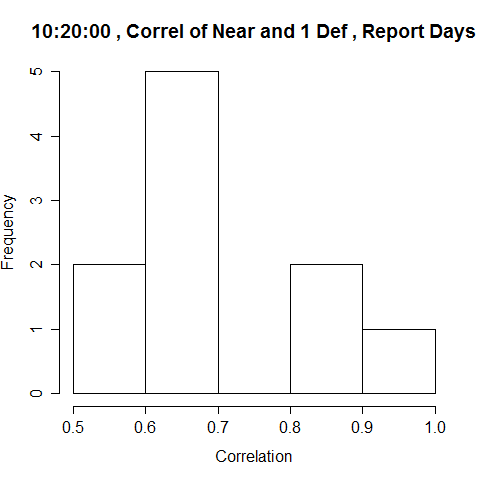 10:20:00 , Correl of Near and 1 Def , Report Days
5
4
3
2
1
0
Frequency
0.5 0.6 0.7 0.8 0.9 1.0
Correlation